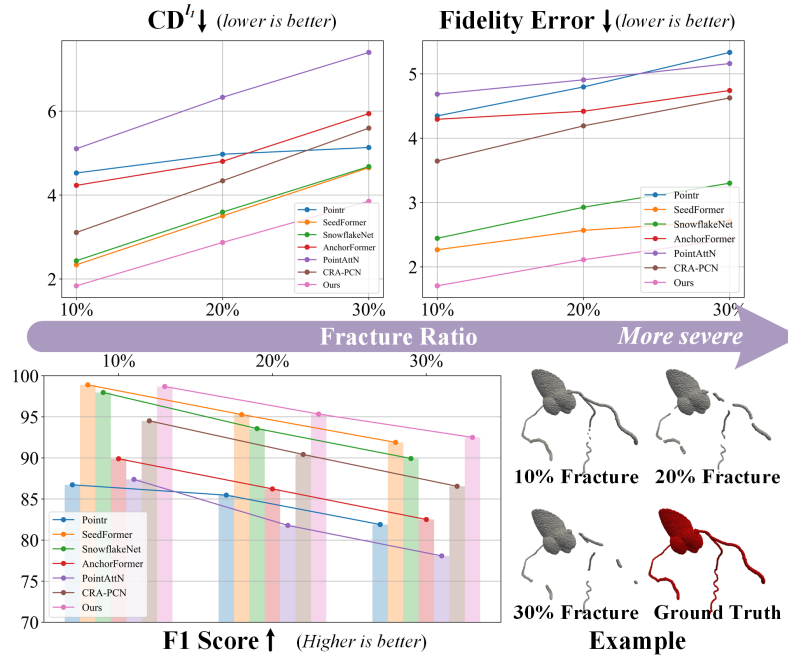 CD^{l_1} ↓ (lower is better)
Fidelity Error ↓ (lower is better)
6
4
2
10%
20%
30%
Pointr
SeedFormer
SnowflakeNet
AnchorFormer
PointAttN
CRA-PCN
Ours
5
4
3
2
10%
20%
30%
Pointr
SeedFormer
SnowflakeNet
AnchorFormer
PointAttN
CRA-PCN
Ours
Fracture Ratio
More severe
10%
20%
30%
100
95
90
85
80
75
70
Pointr
SeedFormer
SnowflakeNet
AnchorFormer
PointAttN
CRA-PCN
Ours
F1 Score ↑ (Higher is better)
10% Fracture
20% Fracture
30% Fracture
Ground Truth
Example